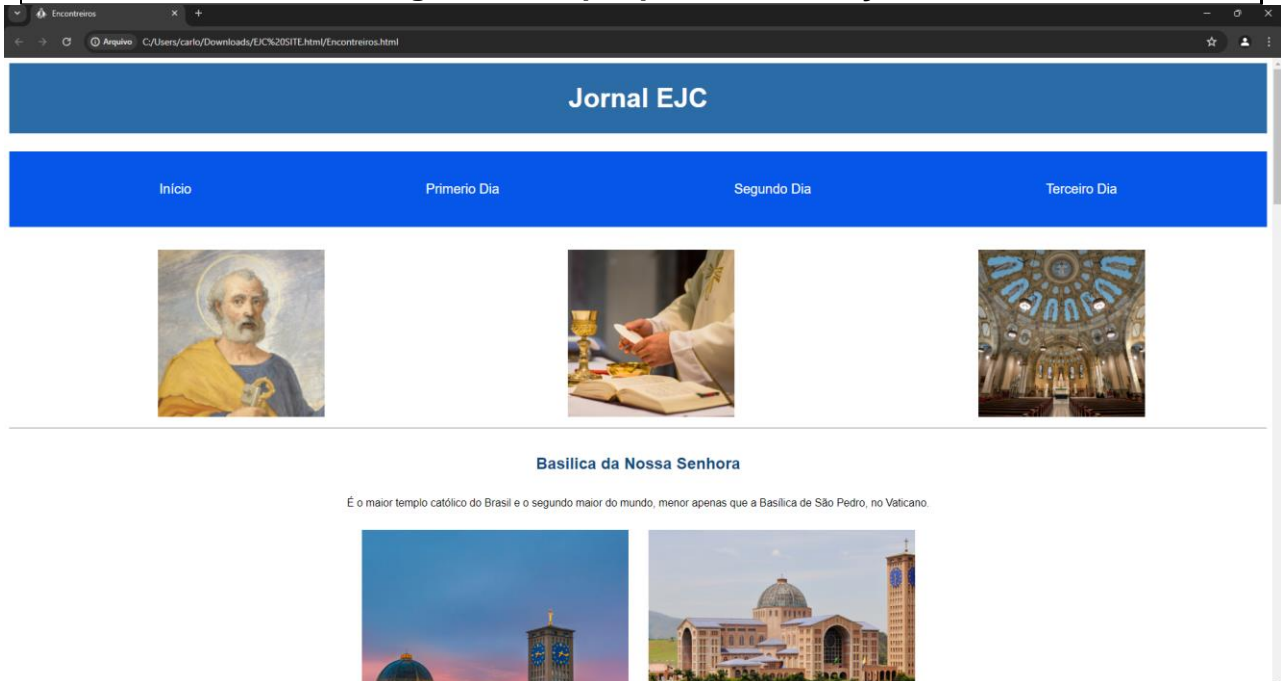 Encontreiros
Arquivo C:/Users/carlo/Downloads/EJC%20SITE.html/Encontreiros.html
Jornal EJC
Início Primerio Dia Segundo Dia Terceiro Dia
Basilica da Nossa Senhora
É o maior templo católico do Brasil e o segundo maior do mundo, menor apenas que a Basílica de São Pedro, no Vaticano.